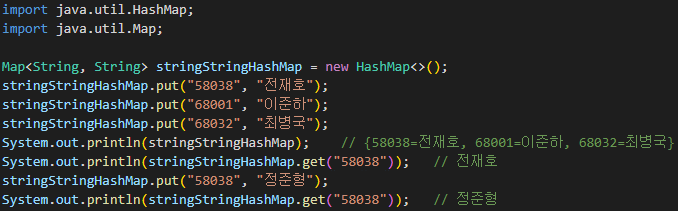 import java.util.HashMap;
import java.util.Map;
Map<String, String> stringStringHashMap = new HashMap<>();
stringStringHashMap.put("58038", "전재호");
stringStringHashMap.put("68001", "이준하");
stringStringHashMap.put("68032", "최병국");
System.out.println(stringStringHashMap);    // {58038=전재호, 68001=이준하, 68032=최병국}
System.out.println(stringStringHashMap.get("58038"));   // 전재호
stringStringHashMap.put("58038", "정준형");
System.out.println(stringStringHashMap.get("58038"));   // 정준형